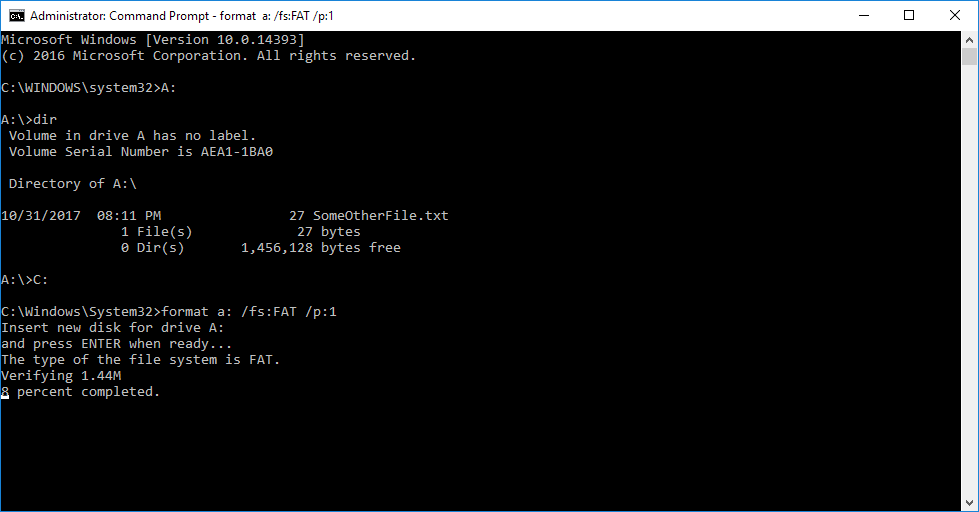 Administrator: Command Prompt - format  a: /fs:FAT /p:1
Microsoft Windows [Version 10.0.14393]
(c) 2016 Microsoft Corporation. All rights reserved.
C:\WINDOWS\system32>A:
A:\>dir
 Volume in drive A has no label.
 Volume Serial Number is AEA1-1BA0
 Directory of A:\
10/31/2017  08:11 PM                27 SomeOtherFile.txt
               1 File(s)             27 bytes
               0 Dir(s)       1,456,128 bytes free
A:\>C:
C:\Windows\System32>format a: /fs:FAT /p:1
Insert new disk for drive A:
and press ENTER when ready...
The type of the file system is FAT.
Verifying 1.44M
8 percent completed.